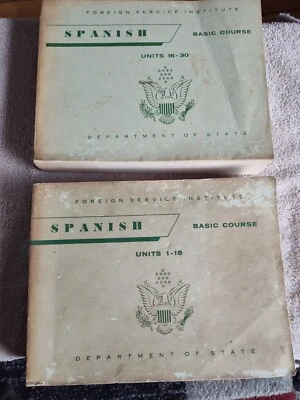 FOREIGN SERVICE INSTITUTE
SPANISH
BASIC COURSE
UNITS 16-30
DEPARTMENT OF STATE
FOREIGN SERVICE INSTITUTE
SPANISH
BASIC COURSE
UNITS 1-15
DEPARTMENT OF STATE